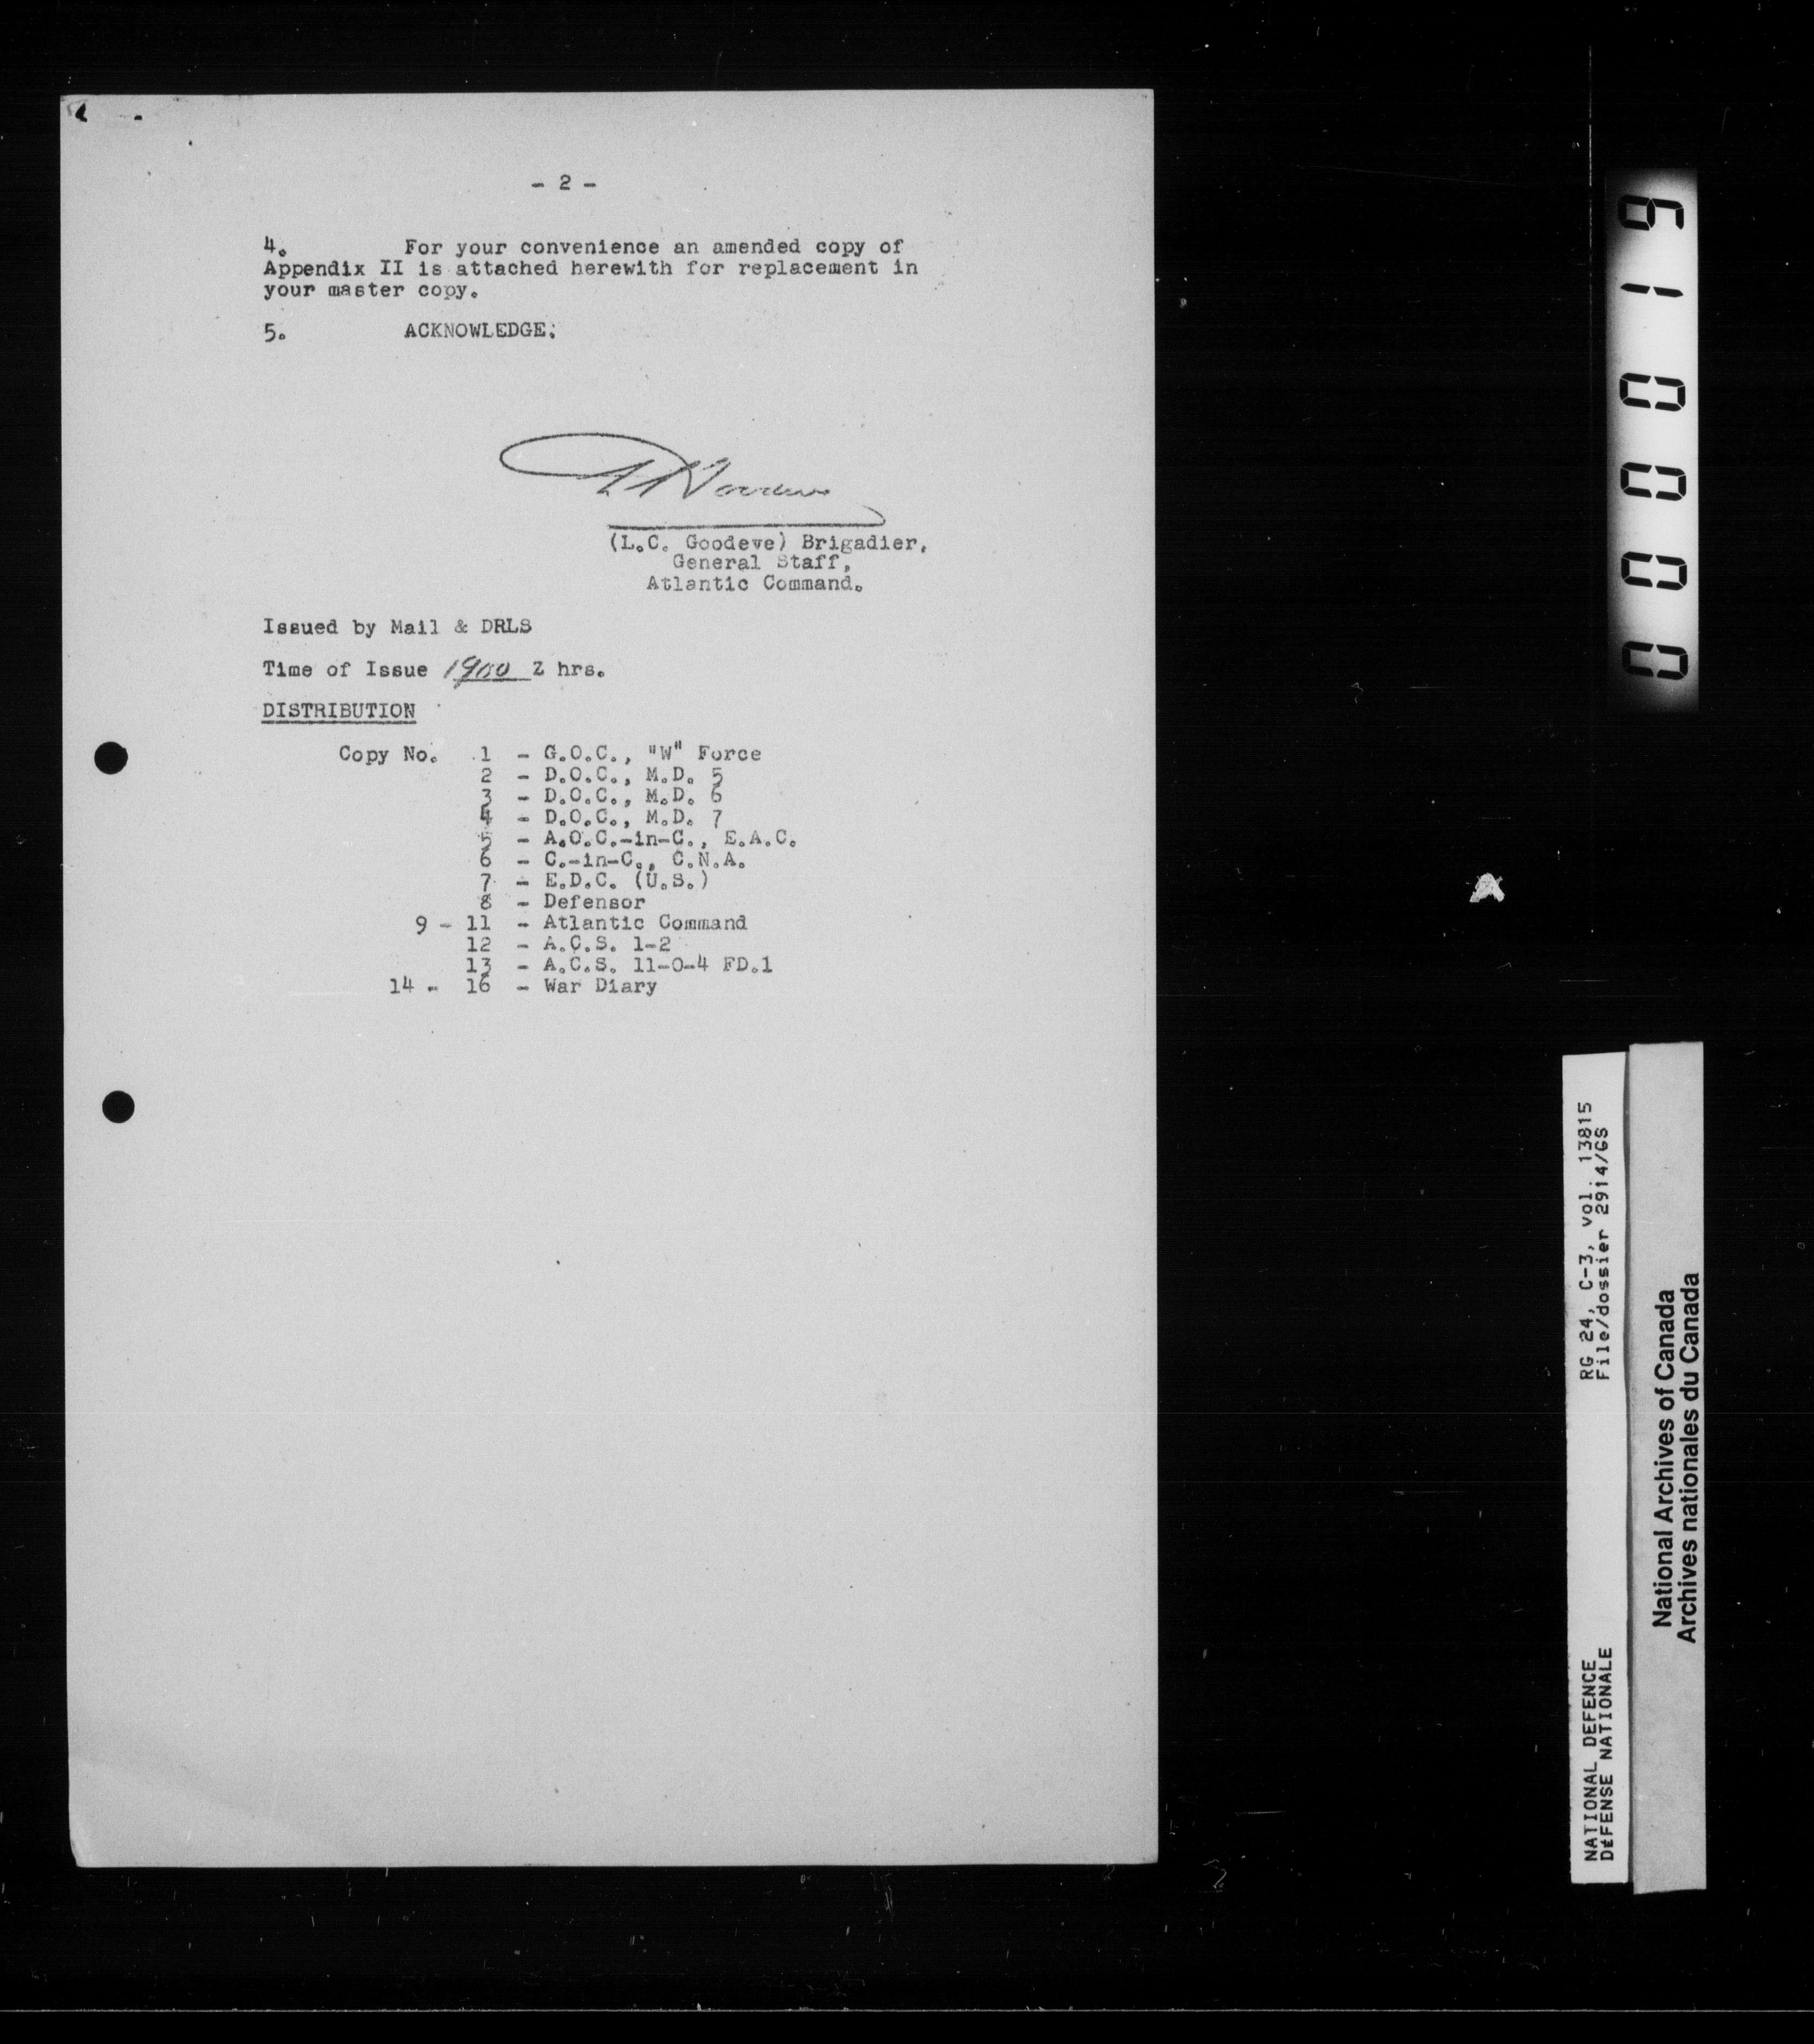 - 2 -
4. For your convenience an amended copy of
Appendix II is attached herewith for replacement in
your master copy.
5. ACKNOWLEDGE.
(L.C. Goodeve) Brigadier,
General Staff,
Atlantic Command.
Issued by Mail & DRLS
Time of Issue 1900 Z hrs.
DISTRIBUTION
Copy No. 1 - G.O.C., "W" Force
2 - D.O.C., M.D. 5
3 - D.O.C., M.D. 6
4 - D.O.C., M.D. 7
5 - A.O.C.-in-C., E.A.C.
6 - C.-in-C., C.N.A.
7 - E.D.C. (U.S.)
8 - Defensor
9 - 11 - Atlantic Command
12 - A.C.S. 1-2
13 - A.C.S. 11-0-4 FD.1
14 - 16 - War Diary
000019
RG 24, C-3, vol. 13815
File/dossier 2914/GS
NATIONAL DEFENCE
DÉFENSE NATIONALE
National Archives of Canada
Archives nationales du Canada